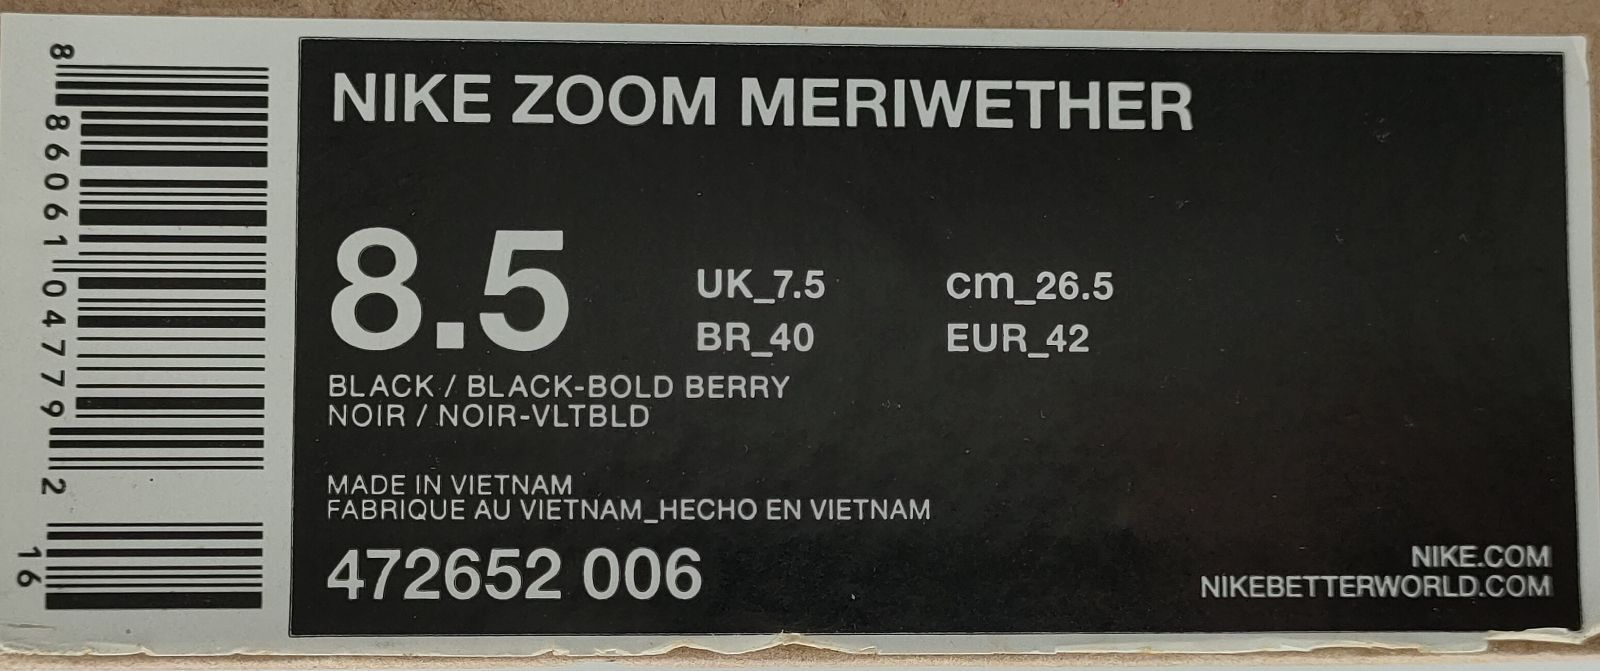 8 86061 04779 2
16
NIKE ZOOM MERIWETHER
8.5
UK_7.5 cm_26.5
BR_40 EUR_42
BLACK / BLACK-BOLD BERRY
NOIR / NOIR-VLTBLD
MADE IN VIETNAM
FABRIQUE AU VIETNAM_HECHO EN VIETNAM
472652 006
NIKE.COM
NIKEBETTERWORLD.COM